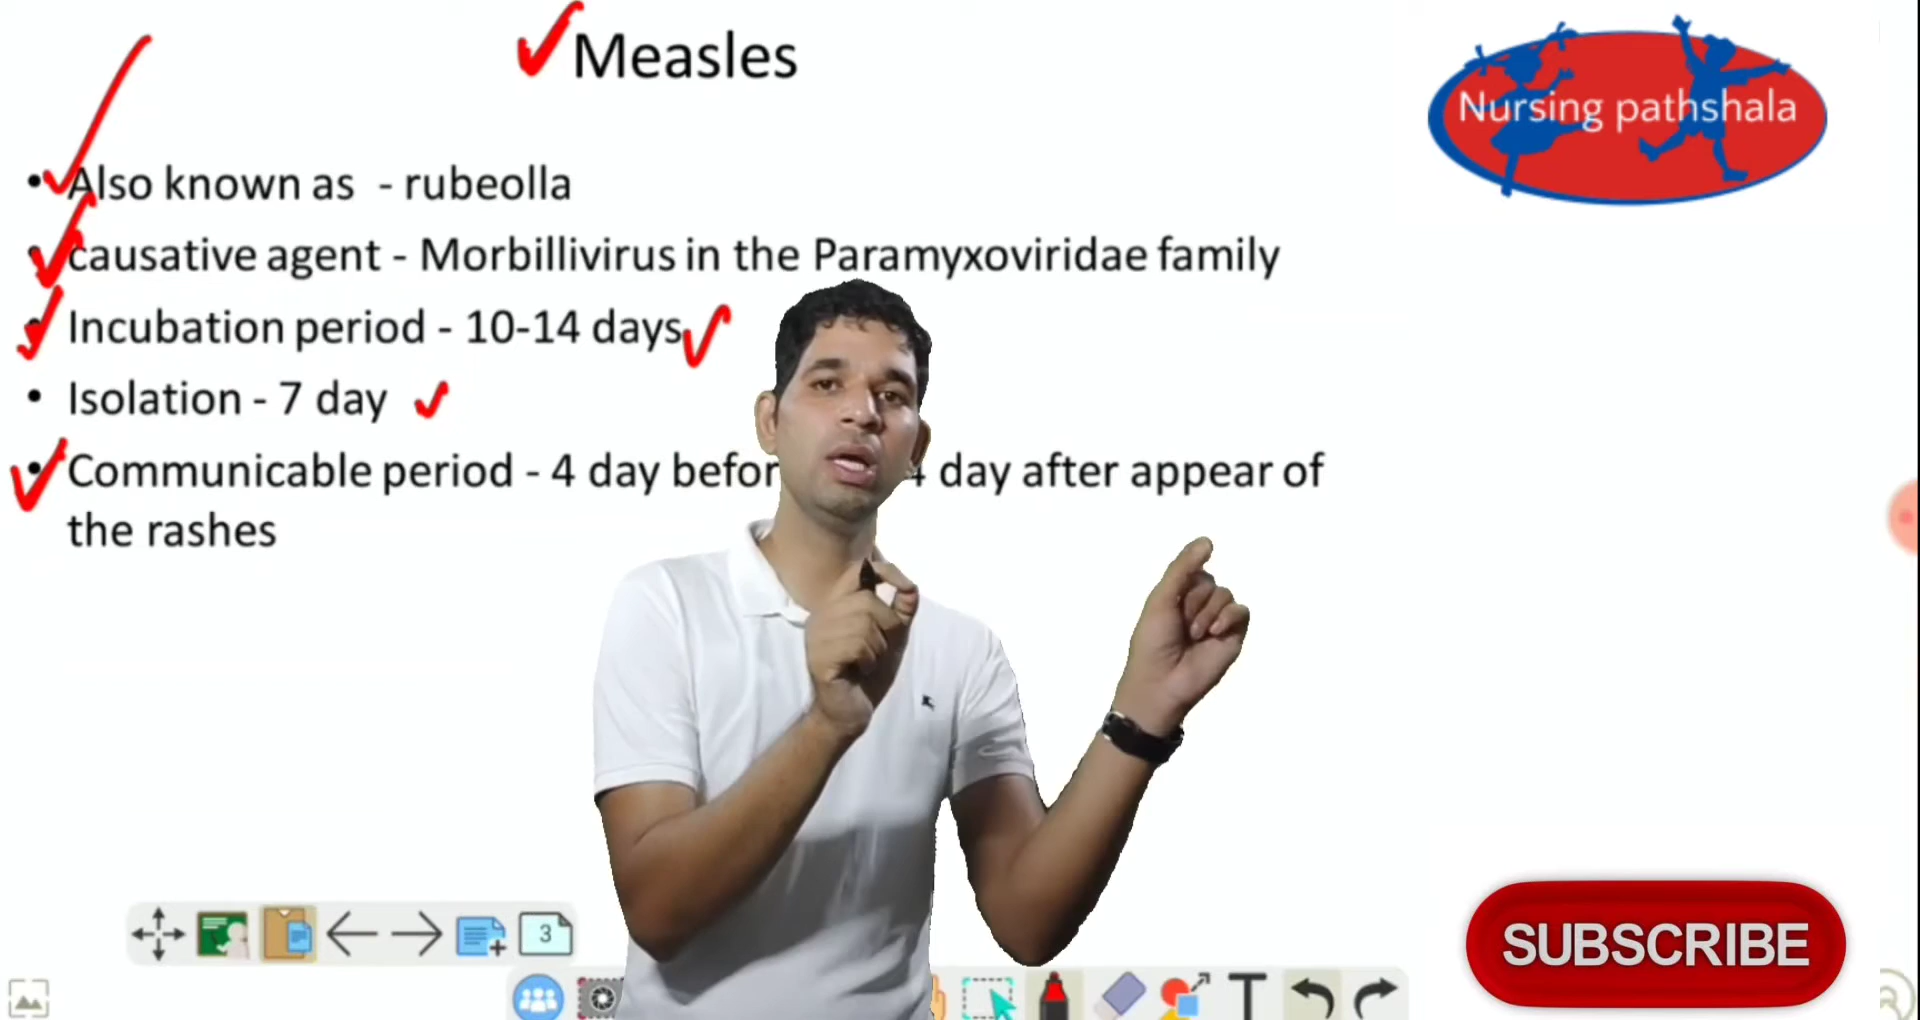 Measles
Nursing pathshala
• Also known as - rubeolla
• causative agent - Morbillivirus in the Paramyxoviridae family
• Incubation period - 10-14 days
• Isolation - 7 day
• Communicable period - 4 day befor 4 day after appear of
the rashes
3
T
SUBSCRIBE